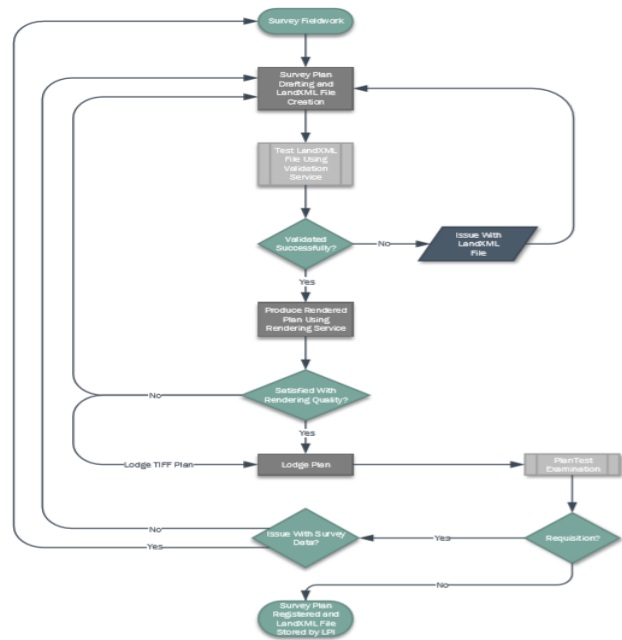 Survey Fieldwork
Survey Plan
Drafting and
LandXML File
Creation
Test LandXML
File Using
Validation
Service
Validated
Successfully?
No
Issue With
LandXML
File
Yes
Produce Rendered
Plan Using
Rendering Service
Satisfied With
Rendering Quality?
No
Yes
Lodge TIFF Plan
Lodge Plan
PlanTest
Examination
Issue With Survey
Data?
No
Yes
Yes
Requisition?
No
Survey Plan
Registered and
LandXML File
Stored by LPI